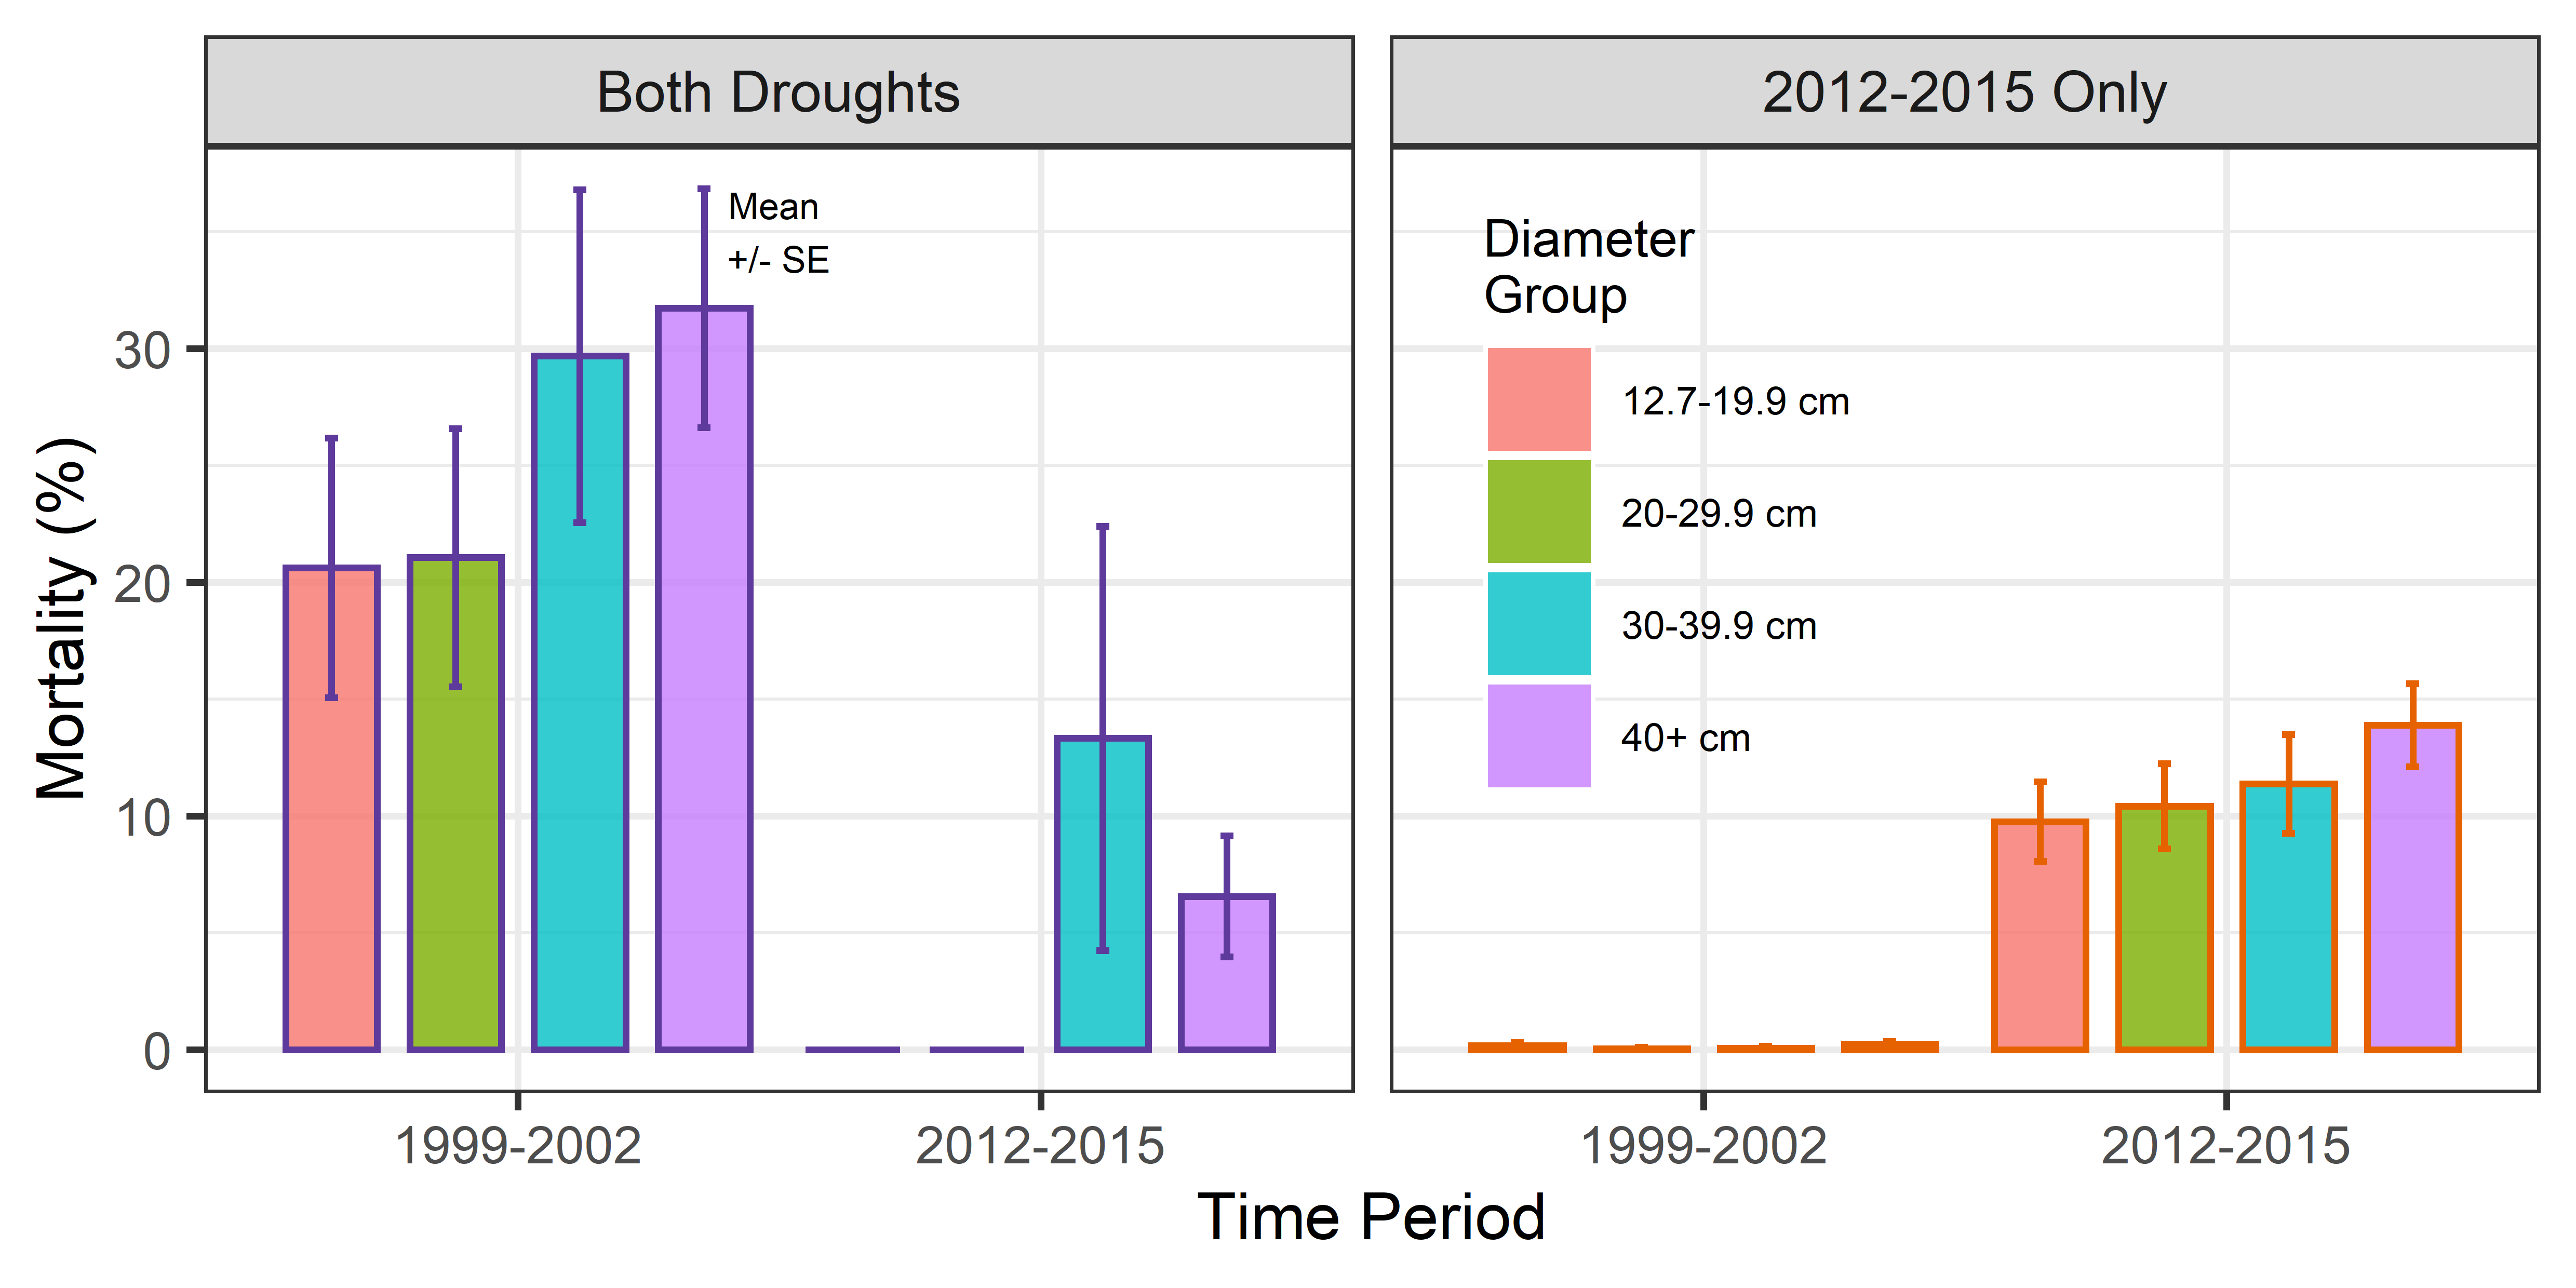 Both Droughts
2012-2015 Only
Mean
+/- SE
Diameter
Group
12.7-19.9 cm
20-29.9 cm
30-39.9 cm
40+ cm
Mortality (%)
30
20
10
0
1999-2002
2012-2015
1999-2002
2012-2015
Time Period